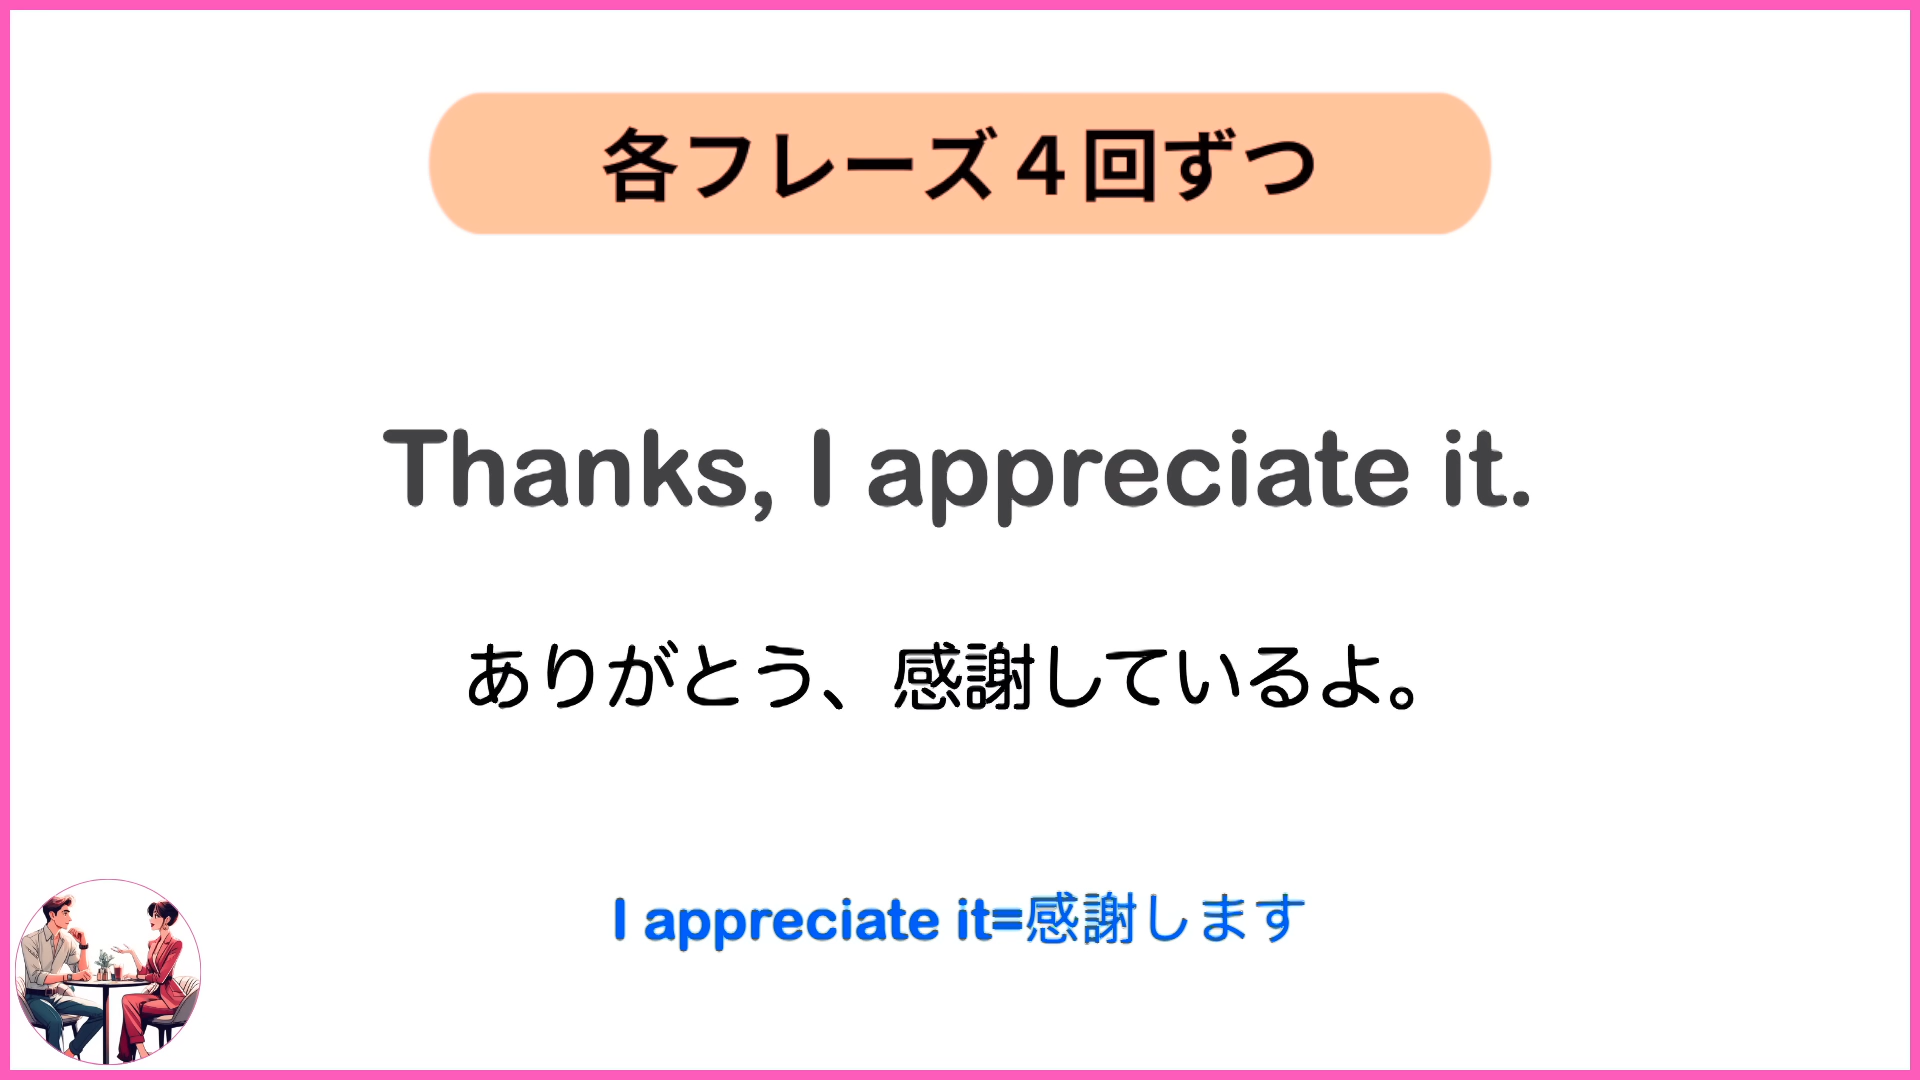 各フレーズ４回ずつ
Thanks, I appreciate it.
ありがとう、感謝しているよ。
I appreciate it=感謝します